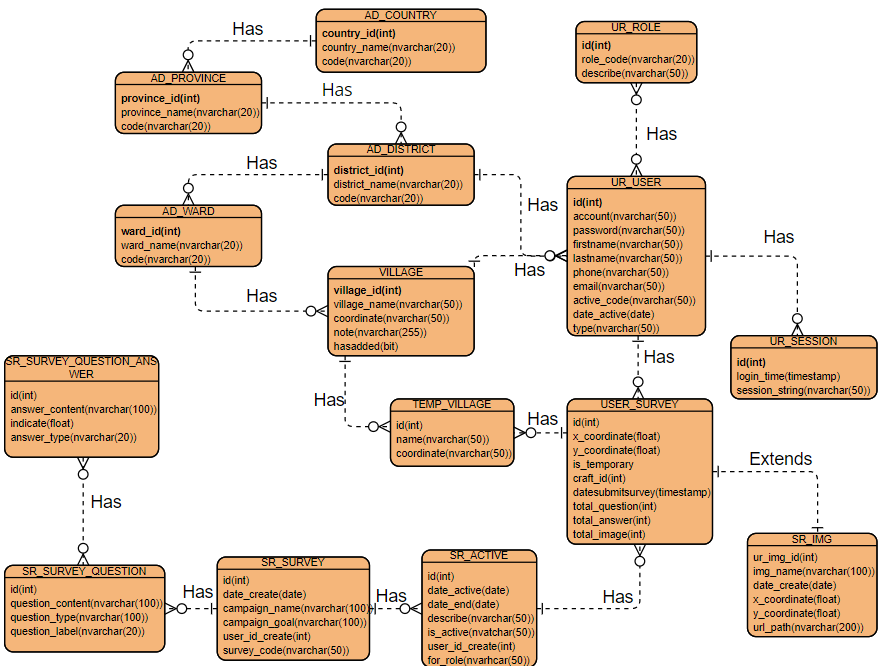 AD_COUNTRY
country_id(int)
country_name(nvarchar(20))
code(nvarchar(20))
Has
UR_ROLE
id(int)
role_code(nvarchar(20))
describe(nvarchar(50))
AD_PROVINCE
province_id(int)
province_name(nvarchar(20))
code(nvarchar(20))
Has
Has
AD_DISTRICT
district_id(int)
district_name(nvarchar(20))
code(nvarchar(20))
Has
UR_USER
id(int)
account(nvarchar(50))
password(nvarchar(50))
firstname(nvarchar(50))
lastname(nvarchar(50))
phone(nvarchar(50))
email(nvarchar(50))
active_code(nvarchar(50))
date_active(date)
type(nvarchar(50))
Has
Has
Has
AD_WARD
ward_id(int)
ward_name(nvarchar(20))
code(nvarchar(20))
Has
VILLAGE
village_id(int)
village_name(nvarchar(50))
coordinate(nvarchar(50))
note(nvarchar(255))
hasadded(bit)
UR_SESSION
id(int)
login_time(timestamp)
session_string(nvarchar(50))
Has
SR_SURVEY_QUESTION_ANS
WER
id(int)
answer_content(nvarchar(100))
indicate(float)
answer_type(nvarchar(20))
Has
TEMP_VILLAGE
id(int)
name(nvarchar(50))
coordinate(nvarchar(50))
Has
USER_SURVEY
id(int)
x_coordinate(float)
y_coordinate(float)
is_temporary
craft_id(int)
datesubmitsurvey(timestamp)
total_question(int)
total_answer(int)
total_image(int)
Extends
Has
SR_IMG
ur_img_id(int)
img_name(nvarchar(100))
date_create(date)
x_coordinate(float)
y_coordinate(float)
url_path(nvarchar(200))
SR_SURVEY_QUESTION
id(int)
question_content(nvarchar(100))
question_type(nvarchar(100))
question_label(nvarchar(20))
Has
SR_SURVEY
id(int)
date_create(date)
campaign_name(nvarchar(100)
campaign_goal(nvarchar(100))
user_id_create(int)
survey_code(nvarchar(50))
Has
SR_ACTIVE
id(int)
date_active(date)
date_end(date)
describe(nvarchar(50))
is_active(nvatchar(50))
user_id_create(int)
for_role(nvarhcar(50))
Has